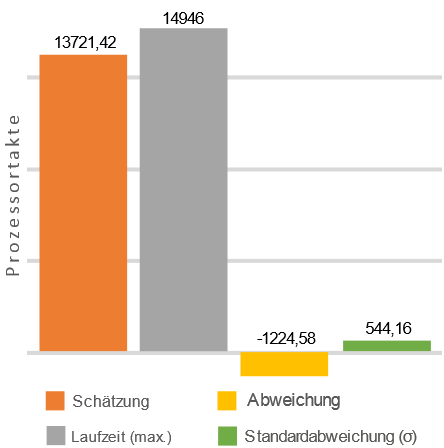 14946
13721,42
Prozessortakte
-1224,58
544,16
Schätzung
Abweichung
Laufzeit (max.)
Standardabweichung (σ)